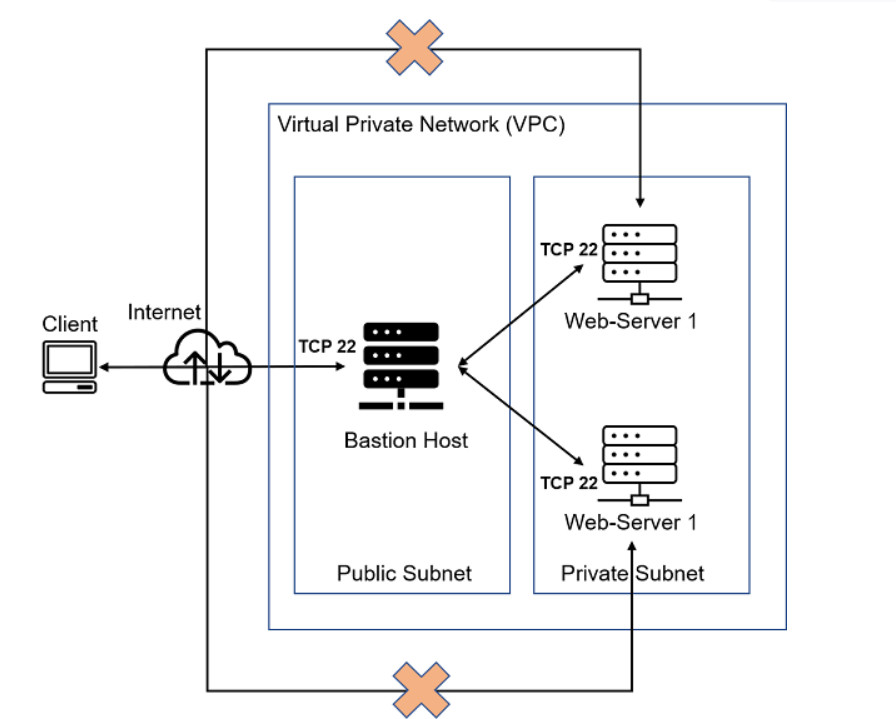 Virtual Private Network (VPC)
TCP 22
Web-Server 1
Internet
Client
TCP 22
Bastion Host
TCP 22
Web-Server 1
Public Subnet
Private Subnet